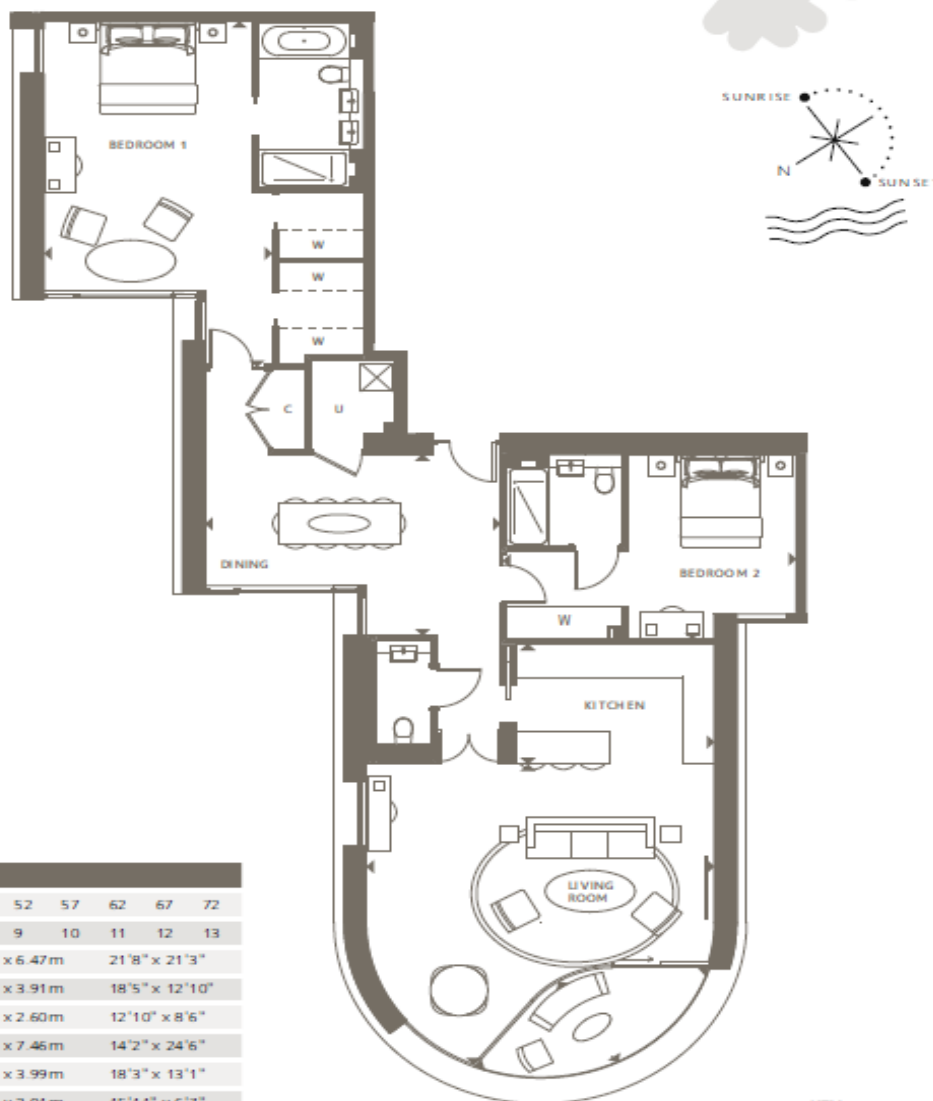 SUNRISE
N
SUNSE
BEDROOM 1
W
W
W
C
U
DINING
BEDROOM 2
W
KITCHEN
LIVING
ROOM
52 57 62 67 72
9 10 11 12 13
x 6.47m 21'8" x 21'3"
x 3.91m 18'5" x 12'10"
x 2.60m 12'10" x 8'6"
x 7.46m 14'2" x 24'6"
x 3.99m 18'3" x 13'1"